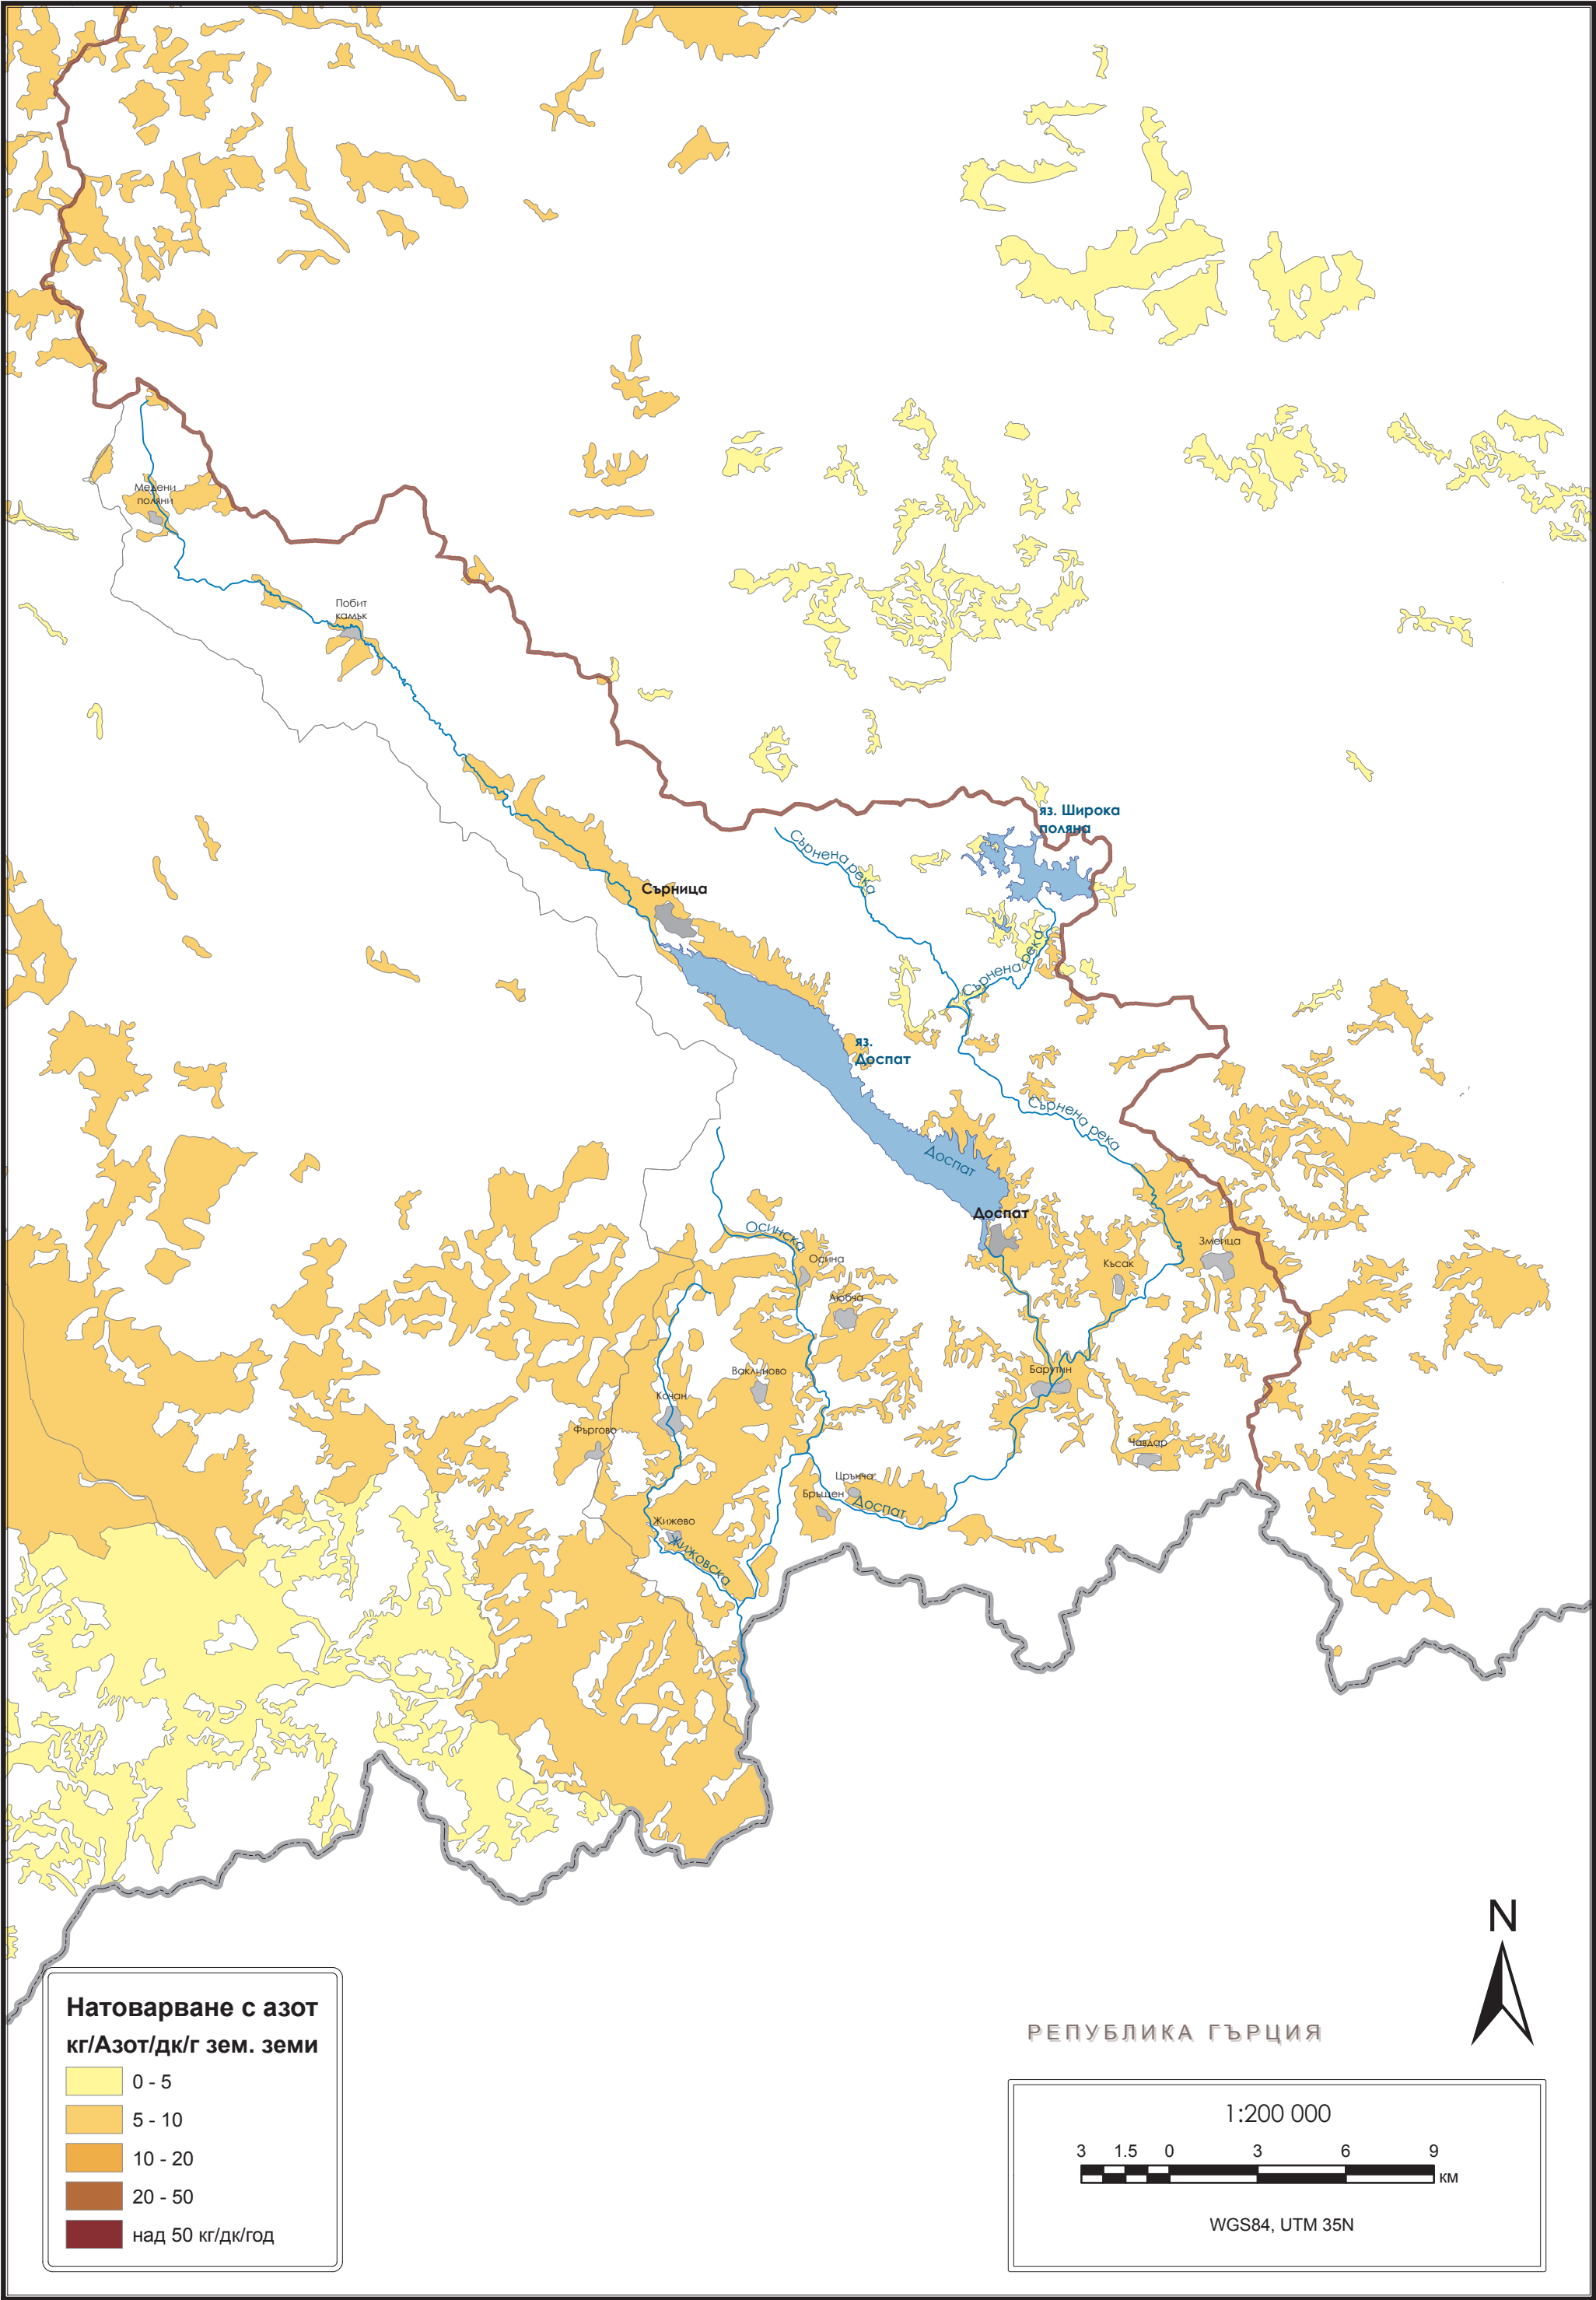 Медени
поляни
Побит
камък
яз. Широка
поляна
Сърнена река
Сърница
Сърнена река
яз.
Доспат
Сърнена река
Доспат
Доспат
Осинска
Осина
Змеица
Късак
Любча
Барутин
Ваклиново
Кочан
Фъргово
Чавдар
Црънча
Бръщен
Доспат
Жижево
Жижовска
N
Натоварване с азот
кг/Азот/дк/г зем. земи
0 - 5
5 - 10
10 - 20
20 - 50
над 50 кг/дк/год
РЕПУБЛИКА ГЪРЦИЯ
1:200 000
3 1.5 0 3 6 9
км
WGS84, UTM 35N